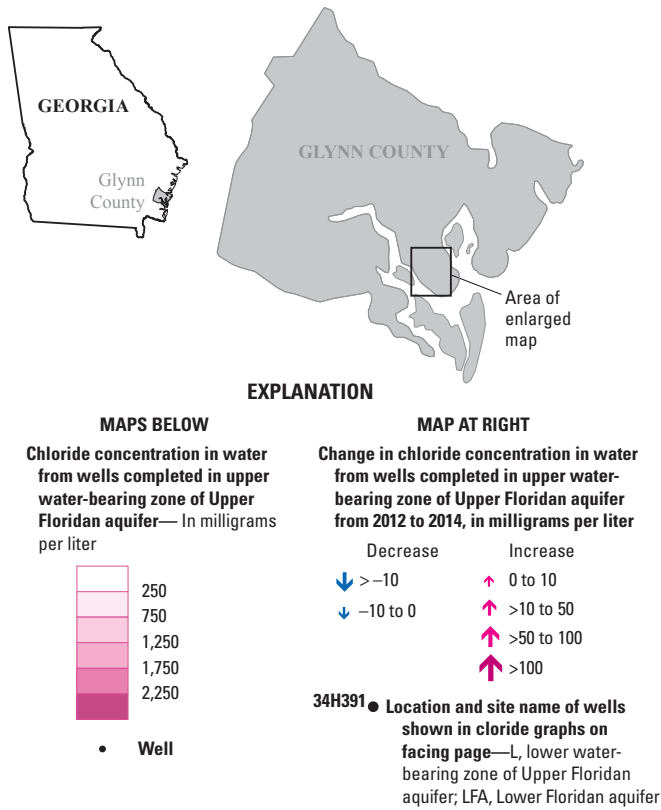 GEORGIA
Glynn
County
GLYNN COUNTY
Area of
enlarged
map
EXPLANATION
MAPS BELOW
Chloride concentration in water
from wells completed in upper
water-bearing zone of Upper
Floridan aquifer— In milligrams
per liter
250
750
1,250
1,750
2,250
Well
MAP AT RIGHT
Change in chloride concentration in water
from wells completed in upper water-
bearing zone of Upper Floridan aquifer
from 2012 to 2014, in milligrams per liter
Decrease
> –10
–10 to 0
Increase
0 to 10
>10 to 50
>50 to 100
>100
34H391 Location and site name of wells
shown in cloride graphs on
facing page—L, lower water-
bearing zone of Upper Floridan
aquifer; LFA, Lower Floridan aquifer